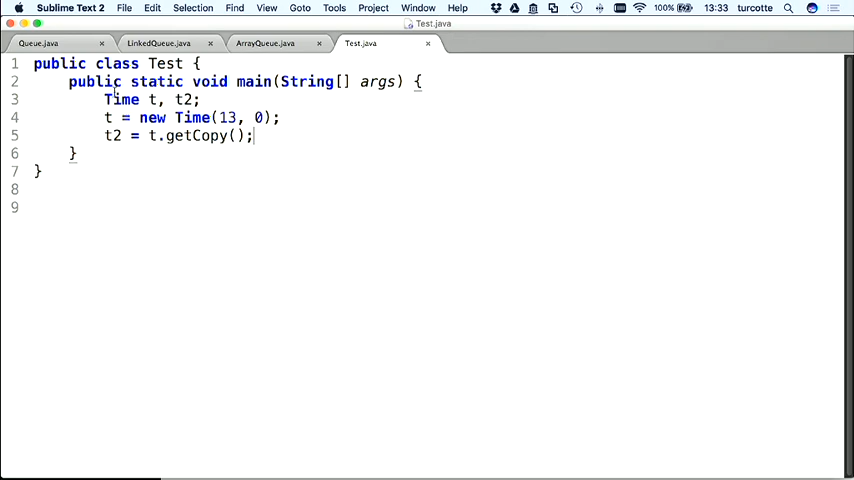 Sublime Text 2 File Edit Selection Find View Goto Tools Project Window Help 100% 13:33 turcotte
Test.java
Queue.java × LinkedQueue.java × ArrayQueue.java × Test.java ×
1 public class Test {
2 public static void main(String[] args) {
3 Time t, t2;
4 t = new Time(13, 0);
5 t2 = t.getCopy();
6 }
7 }
8
9